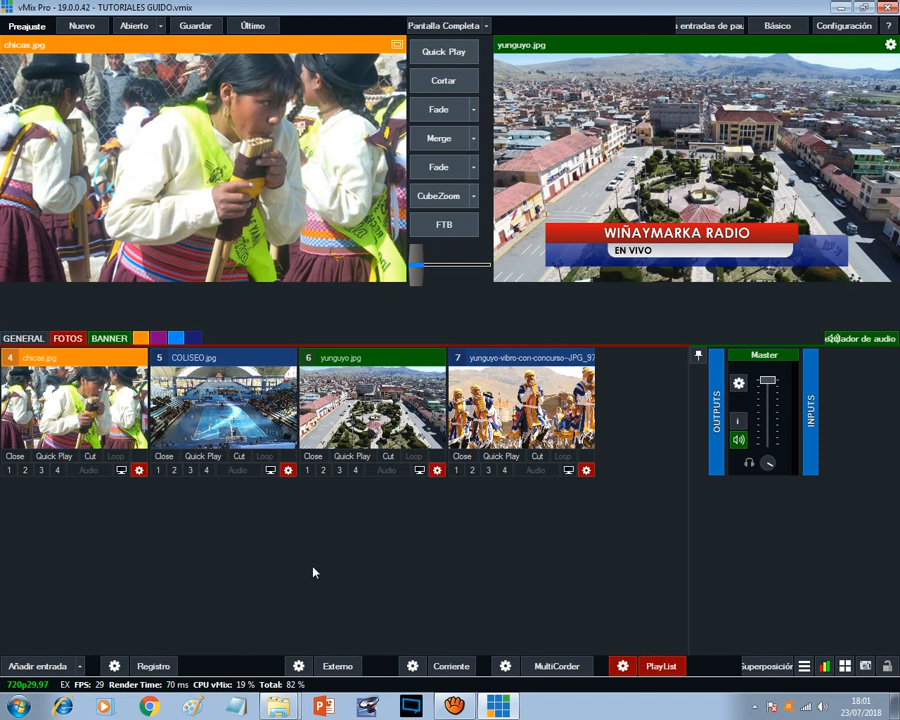 vMix Pro - 19.0.0.42 - TUTORIALES GUIDO.vmix
Preajuste Nuevo Abierto Guardar Último Pantalla Completa s entradas de pau Básico Configuración ?
chicas.jpg
yunguyo.jpg
Quick Play
Cortar
Fade
Merge
Fade
CubeZoom
FTB
WIÑAYMARKA RADIO
EN VIVO
GENERAL FOTOS BANNER
ezclador de audio
4 chicas.jpg
5 COLISEO.jpg
6 yunguyo.jpg
7 yunguyo-vibro-con-concurso--JPG_97
Close Quick Play Cut Loop Close Quick Play Cut Loop Close Quick Play Cut Loop Close Quick Play Cut Loop
1 2 3 4 Audio 1 2 3 4 Audio 1 2 3 4 Audio 1 2 3 4 Audio
OUTPUTS
Master
i
INPUTS
Añadir entrada Registro Externo Corriente MultiCorder PlayList Superposición
720p29,97 EX FPS: 29 Render Time: 70 ms CPU vMix: 19 % Total: 82 %
18:01
23/07/2018